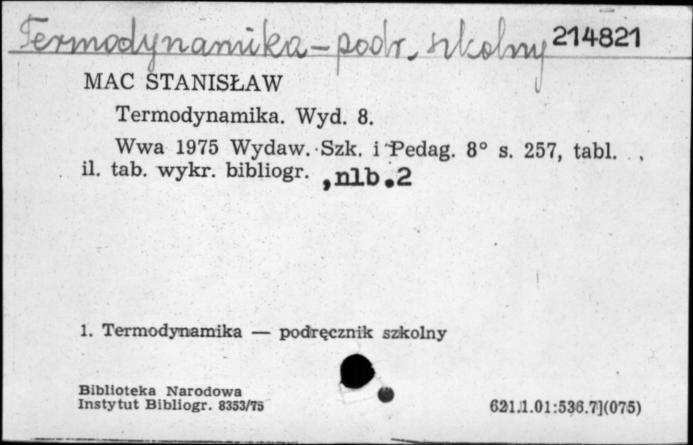 Termodynamika - podr. szkolny 214821
MAC STANISŁAW
Termodynamika. Wyd. 8.
Wwa 1975 Wydaw. Szk. i Pedag. 8° s. 257, tabl. ,
il. tab. wykr. bibliogr. ,nlb.2
1. Termodynamika — podręcznik szkolny
Biblioteka Narodowa
Instytut Bibliogr. 8353/75
621.1.01:536.7](075)